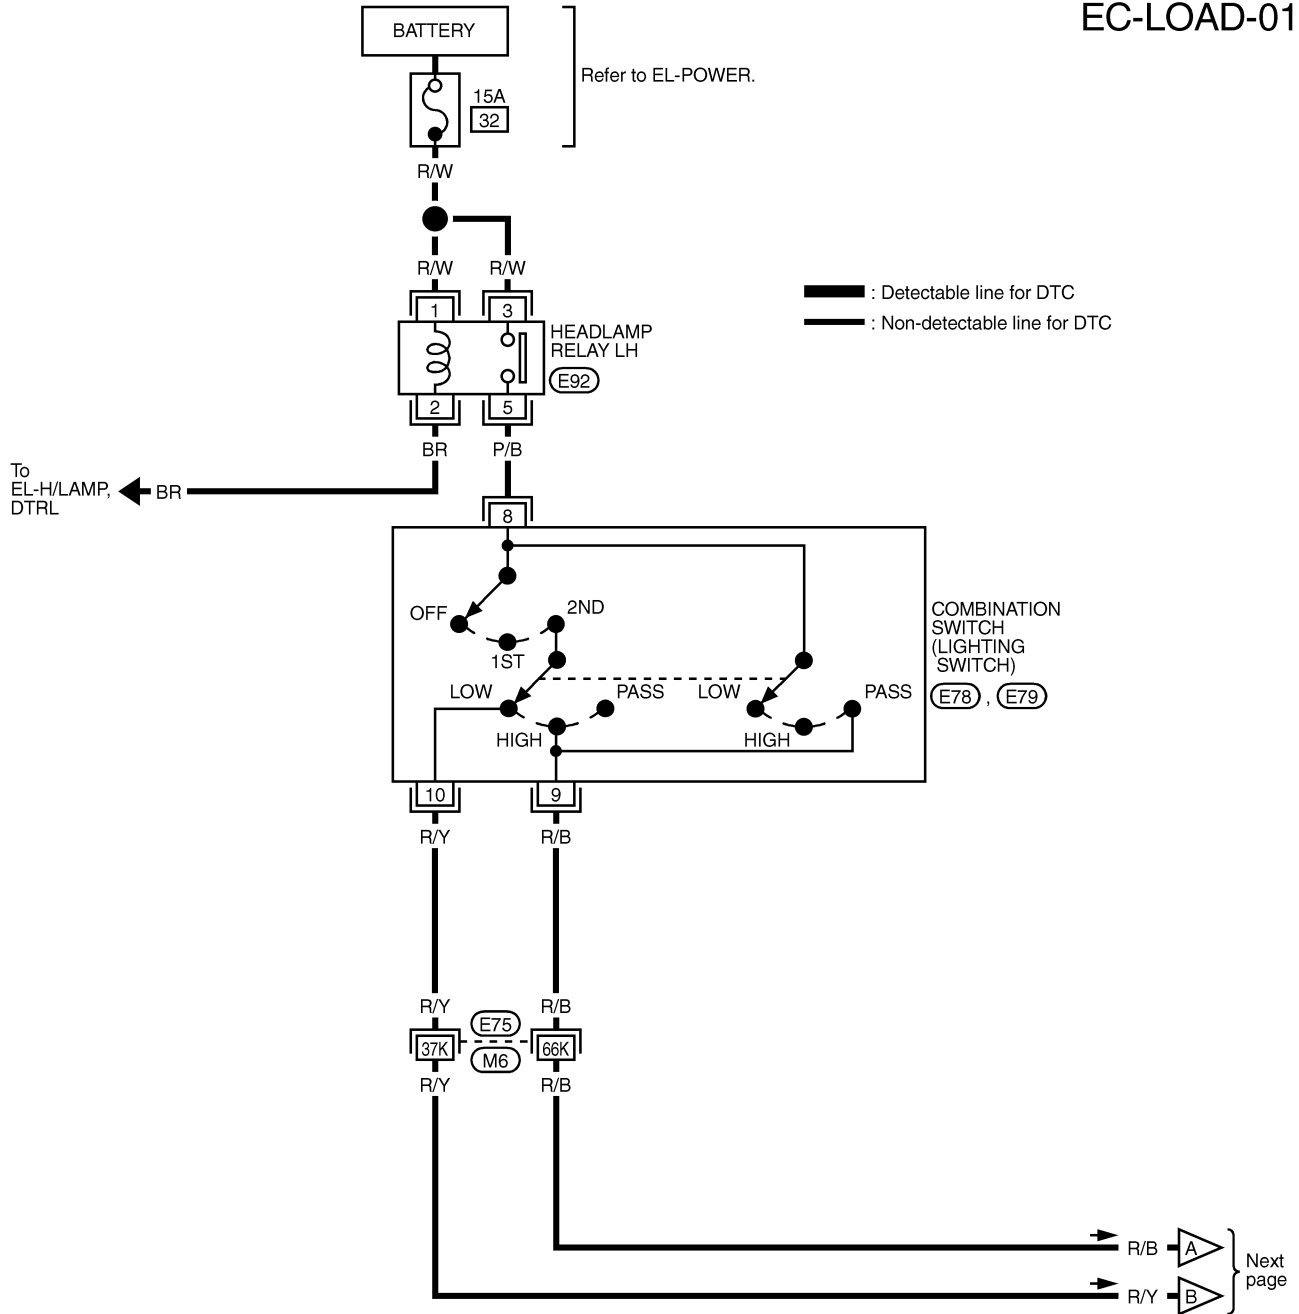 EC-LOAD-01
BATTERY
Refer to EL-POWER.
15A
32
R/W
R/W
R/W
: Detectable line for DTC
: Non-detectable line for DTC
1
3
HEADLAMP
RELAY LH
E92
2
5
BR
P/B
To
EL-H/LAMP,
DTRL
BR
8
OFF
2ND
1ST
COMBINATION
SWITCH
(LIGHTING
SWITCH)
E78 , E79
LOW
PASS
LOW
PASS
HIGH
HIGH
10
9
R/Y
R/B
R/Y
R/B
E75
37K
66K
M6
R/Y
R/B
R/B
A
Next
page
R/Y
B